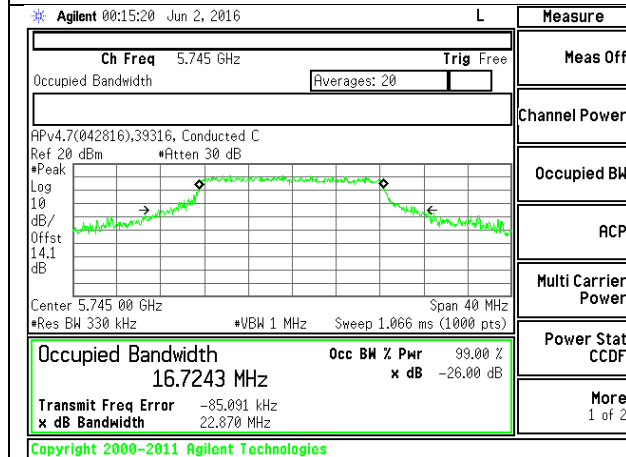 Agilent 00:15:20 Jun 2, 2016 L
Measure
Ch Freq 5.745 GHz Trig Free
Meas Off
Occupied Bandwidth Averages: 20
Channel Power
APv4.7(042816),39316, Conducted C
Ref 20 dBm #Atten 30 dB
#Peak
Log
10
dB/
Offst
14.1
dB
Occupied BW
ACP
Center 5.745 00 GHz Span 40 MHz
#Res BW 330 kHz #VBW 1 MHz Sweep 1.066 ms (1000 pts)
Multi Carrier
Power
Occupied Bandwidth Occ BW % Pwr 99.00 %
16.7243 MHz x dB -26.00 dB
Power Stat
CCDF
Transmit Freq Error -85.091 kHz
x dB Bandwidth 22.870 MHz
More
1 of 2
Copyright 2000-2011 Agilent Technologies